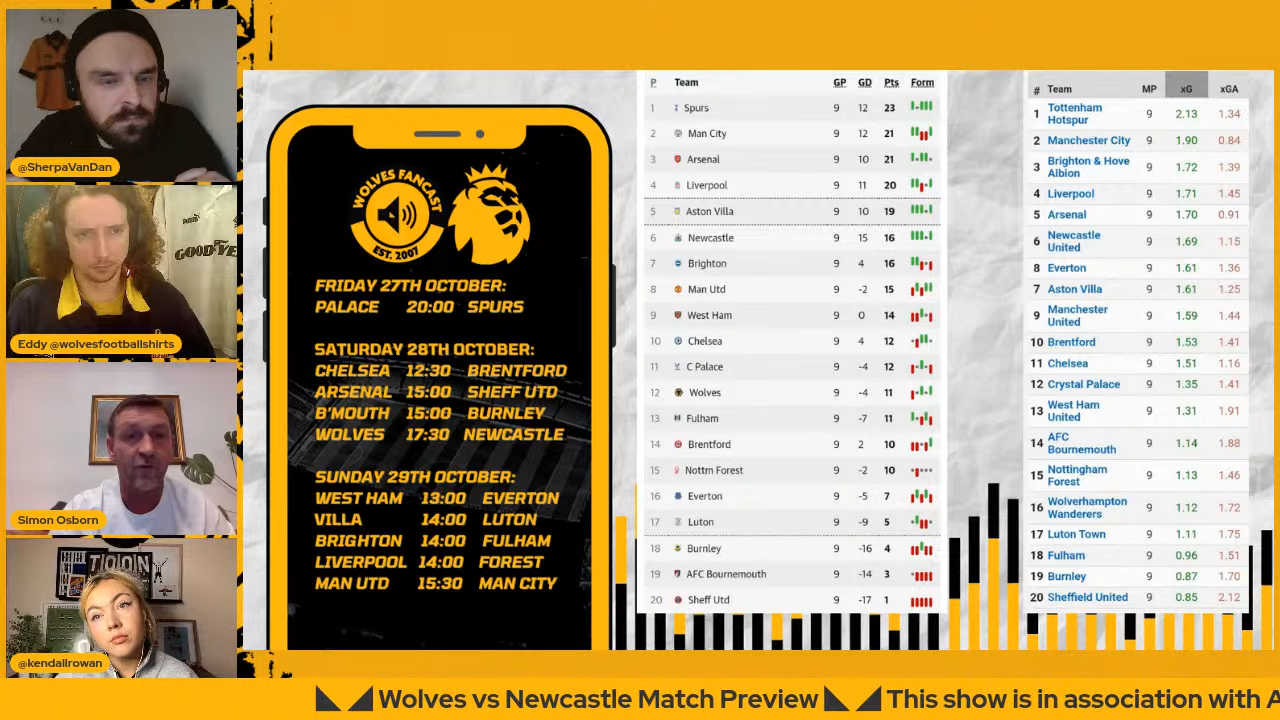 @SherpaVanDan
GOODYEAR
Eddy @wolvesfootballshirts
Simon Osborn
TOON
@kendallrowan
WOLVES FANCAST
EST. 2007
FRIDAY 27TH OCTOBER:
PALACE 20:00 SPURS
SATURDAY 28TH OCTOBER:
CHELSEA 12:30 BRENTFORD
ARSENAL 15:00 SHEFF UTD
B'MOUTH 15:00 BURNLEY
WOLVES 17:30 NEWCASTLE
SUNDAY 29TH OCTOBER:
WEST HAM 13:00 EVERTON
VILLA 14:00 LUTON
BRIGHTON 14:00 FULHAM
LIVERPOOL 14:00 FOREST
MAN UTD 15:30 MAN CITY
P Team GP GD Pts Form
1 Spurs 9 12 23
2 Man City 9 12 21
3 Arsenal 9 10 21
4 Liverpool 9 11 20
5 Aston Villa 9 10 19
6 Newcastle 9 15 16
7 Brighton 9 4 16
8 Man Utd 9 -2 15
9 West Ham 9 0 14
10 Chelsea 9 4 12
11 C Palace 9 -4 12
12 Wolves 9 -4 11
13 Fulham 9 -7 11
14 Brentford 9 2 10
15 Nottm Forest 9 -2 10
16 Everton 9 -5 7
17 Luton 9 -9 5
18 Burnley 9 -16 4
19 AFC Bournemouth 9 -14 3
20 Sheff Utd 9 -17 1
# Team MP xG xGA
1 Tottenham Hotspur 9 2.13 1.34
2 Manchester City 9 1.90 0.84
3 Brighton & Hove Albion 9 1.72 1.39
4 Liverpool 9 1.71 1.45
5 Arsenal 9 1.70 0.91
6 Newcastle United 9 1.69 1.15
8 Everton 9 1.61 1.36
7 Aston Villa 9 1.61 1.25
9 Manchester United 9 1.59 1.44
10 Brentford 9 1.53 1.41
11 Chelsea 9 1.51 1.16
12 Crystal Palace 9 1.35 1.41
13 West Ham United 9 1.31 1.91
14 AFC Bournemouth 9 1.14 1.88
15 Nottingham Forest 9 1.13 1.46
16 Wolverhampton Wanderers 9 1.12 1.72
17 Luton Town 9 1.11 1.75
18 Fulham 9 0.96 1.51
19 Burnley 9 0.87 1.70
20 Sheffield United 9 0.85 2.12
Wolves vs Newcastle Match Preview This show is in association with A